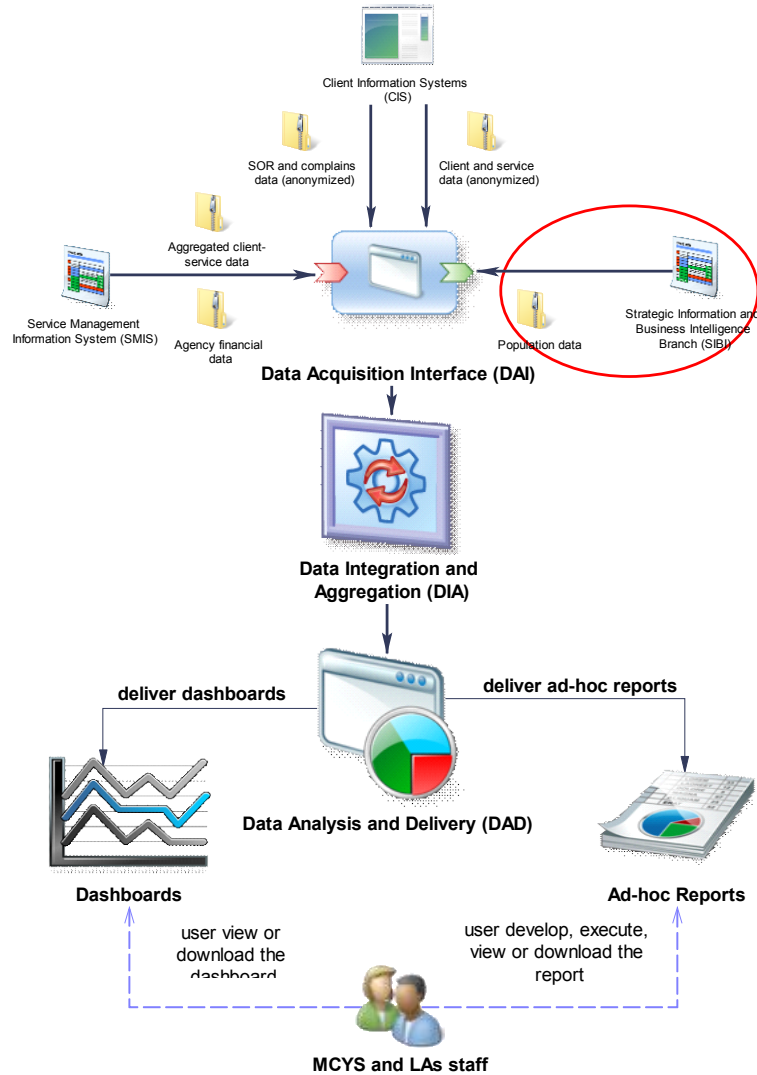 Client Information Systems
(CIS)
SOR and complains
data (anonymized)
Client and service
data (anonymized)
Aggregated client-
service data
Service Management
Information System (SMIS)
Agency financial
data
Population data
Strategic Information and
Business Intelligence
Branch (SIBI)
Data Acquisition Interface (DAI)
Data Integration and
Aggregation (DIA)
deliver dashboards
deliver ad-hoc reports
Data Analysis and Delivery (DAD)
Dashboards
Ad-hoc Reports
user view or
download the
dashboard
user develop, execute,
view or download the
report
MCYS and LAs staff